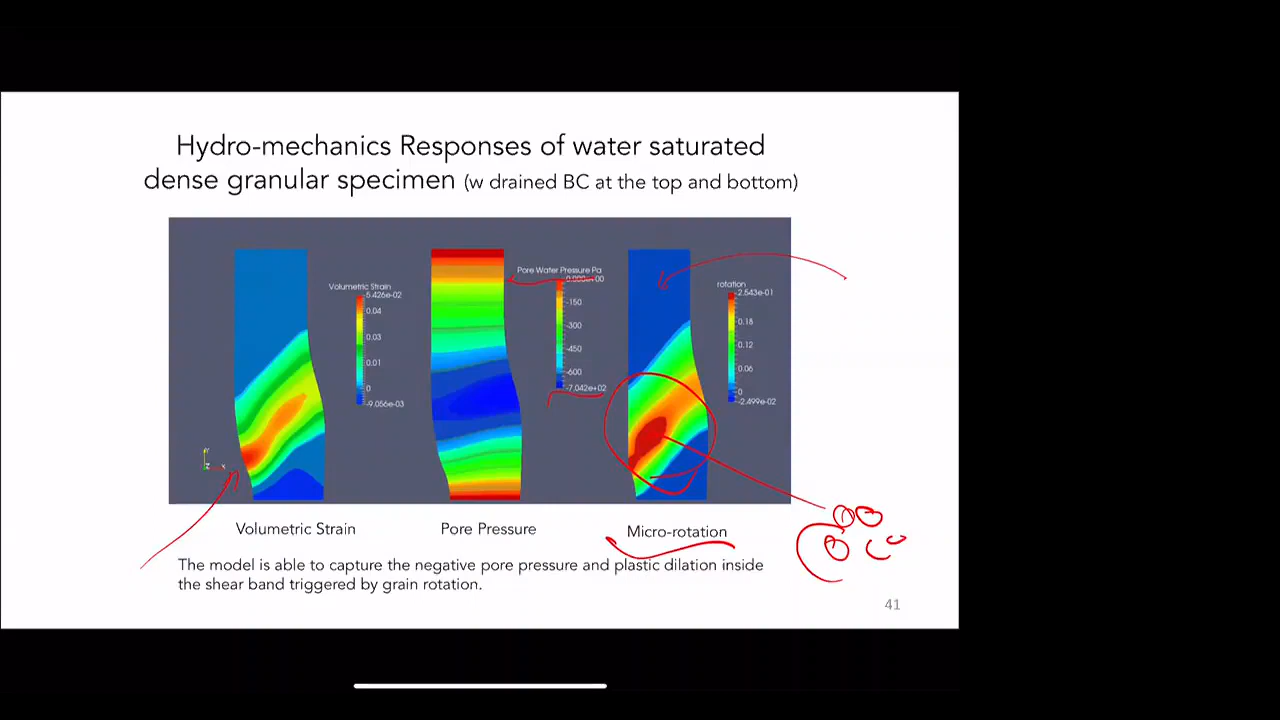 Hydro-mechanics Responses of water saturated
dense granular specimen (w drained BC at the top and bottom)
Volumetric Strain
5.426e-02
0.04
0.03
0.01
0
-9.056e-03
Pore Water Pressure Pa
0.000e+00
-150
-300
-450
-600
-7.042e+02
rotation
2.543e-01
0.18
0.12
0.06
0
-2.499e-02
Y
Z X
Volumetric Strain
Pore Pressure
Micro-rotation
The model is able to capture the negative pore pressure and plastic dilation inside
the shear band triggered by grain rotation.
41